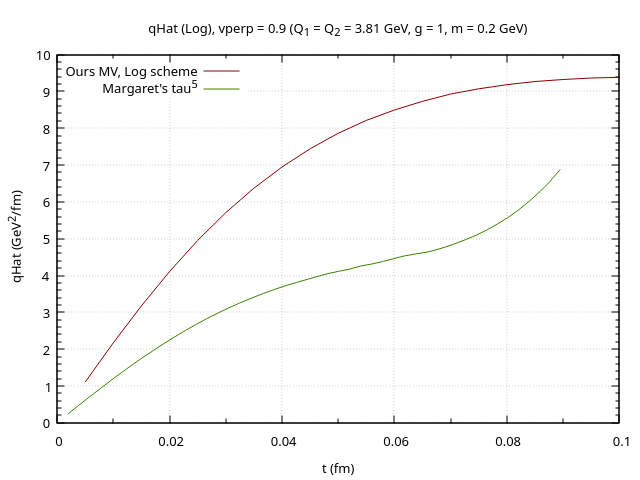 qHat (Log), vperp = 0.9 (Q₁ = Q₂ = 3.81 GeV, g = 1, m = 0.2 GeV)
Ours MV, Log scheme
Margaret's tau⁵
qHat (GeV²/fm)
10
9
8
7
6
5
4
3
2
1
0
0 0.02 0.04 0.06 0.08 0.1
t (fm)